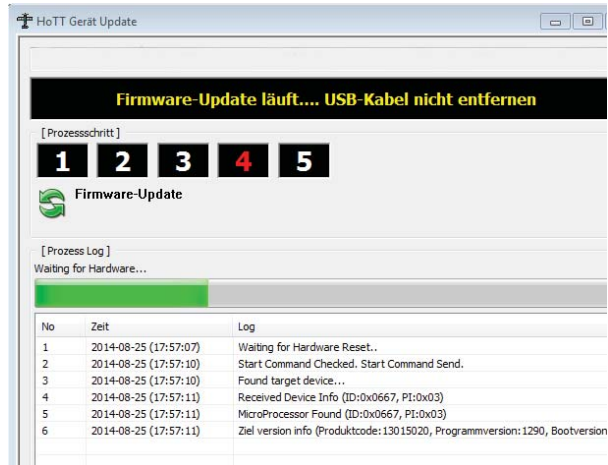 HoTT Gerät Update
Firmware-Update läuft.... USB-Kabel nicht entfernen
[ Prozessschritt ]
1 2 3 4 5
Firmware-Update
[ Prozess Log ]
Waiting for Hardware...
No Zeit Log
1 2014-08-25 (17:57:07) Waiting for Hardware Reset..
2 2014-08-25 (17:57:10) Start Command Checked. Start Command Send.
3 2014-08-25 (17:57:10) Found target device...
4 2014-08-25 (17:57:11) Received Device Info (ID:0x0667, PI:0x03)
5 2014-08-25 (17:57:11) MicroProcessor Found (ID:0x0667, PI:0x03)
6 2014-08-25 (17:57:11) Ziel version info (Produktcode:13015020, Programmversion:1290, Bootversion